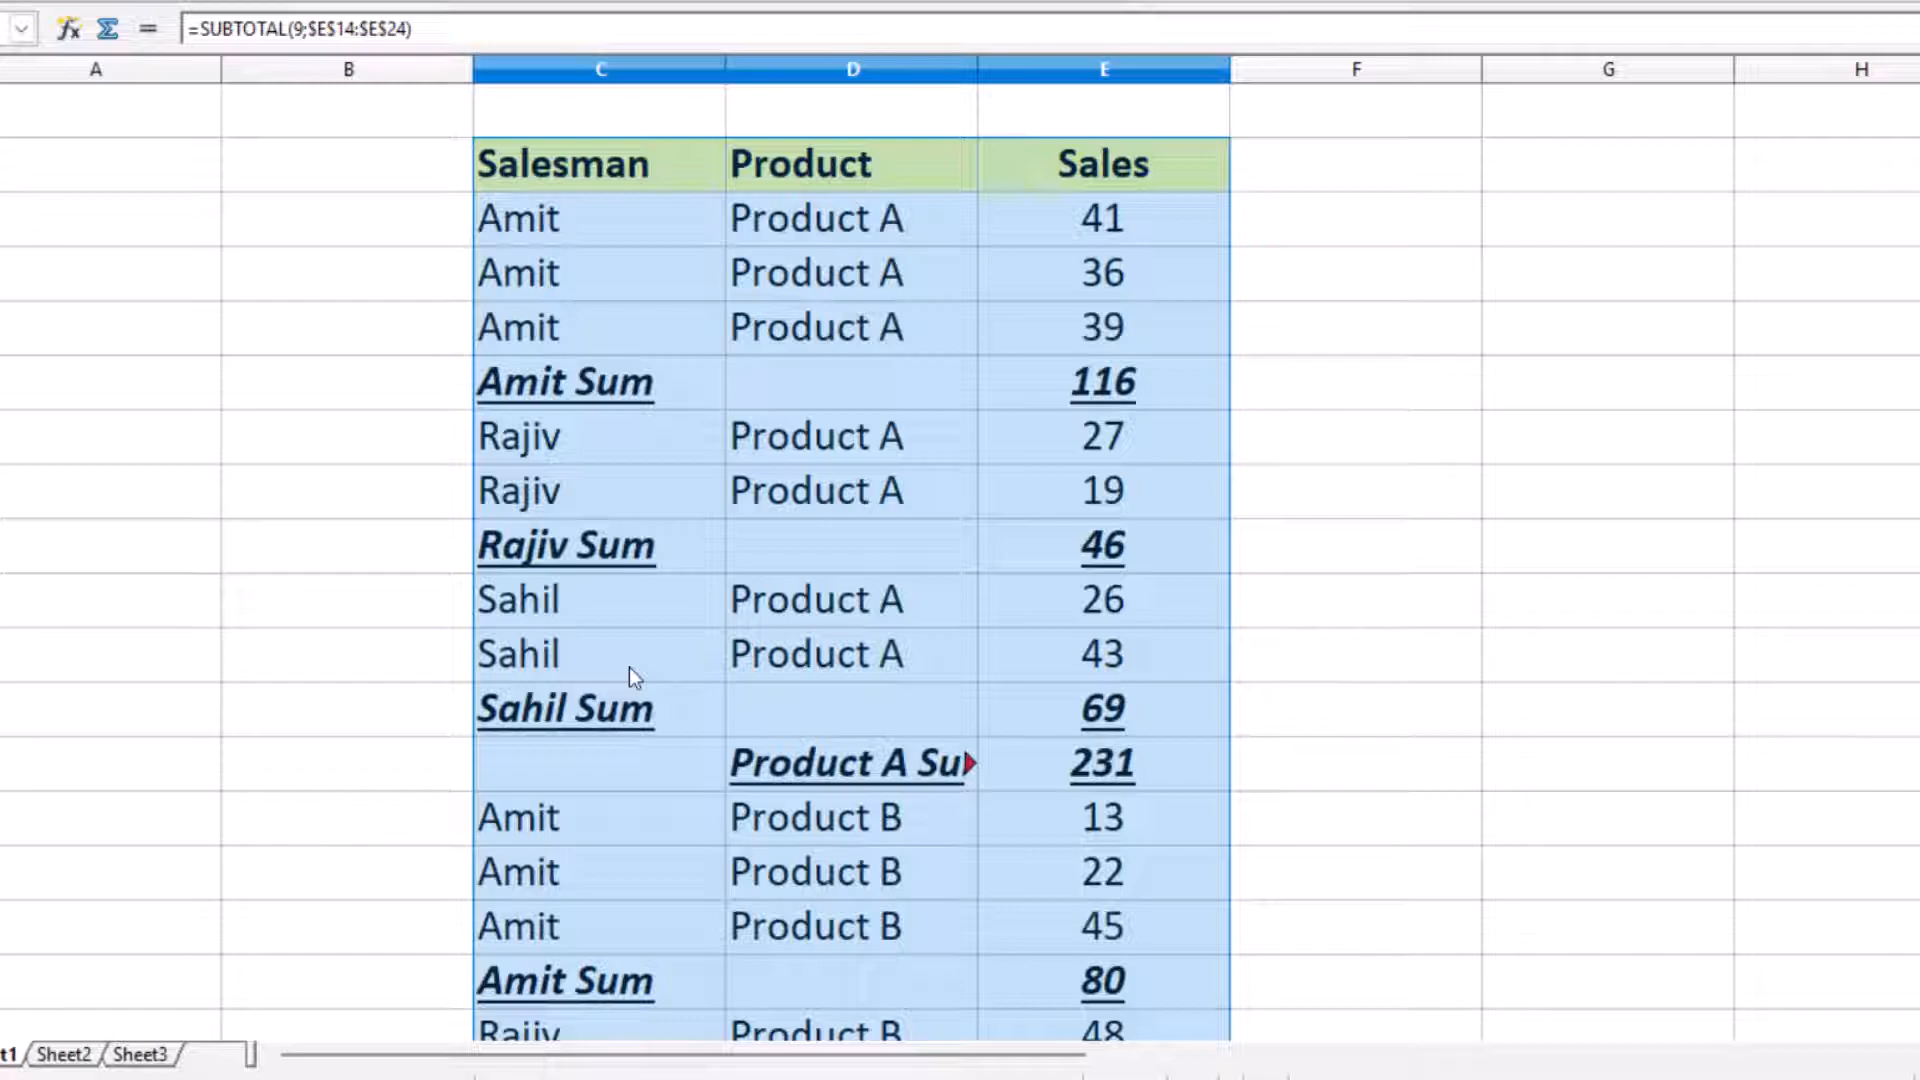 =SUBTOTAL(9;$E$14:$E$24)
A B C D E F G H
Salesman Product Sales
Amit Product A 41
Amit Product A 36
Amit Product A 39
Amit Sum 116
Rajiv Product A 27
Rajiv Product A 19
Rajiv Sum 46
Sahil Product A 26
Sahil Product A 43
Sahil Sum 69
Product A Su 231
Amit Product B 13
Amit Product B 22
Amit Product B 45
Amit Sum 80
Rajiv Product B 48
t1 Sheet2 Sheet3